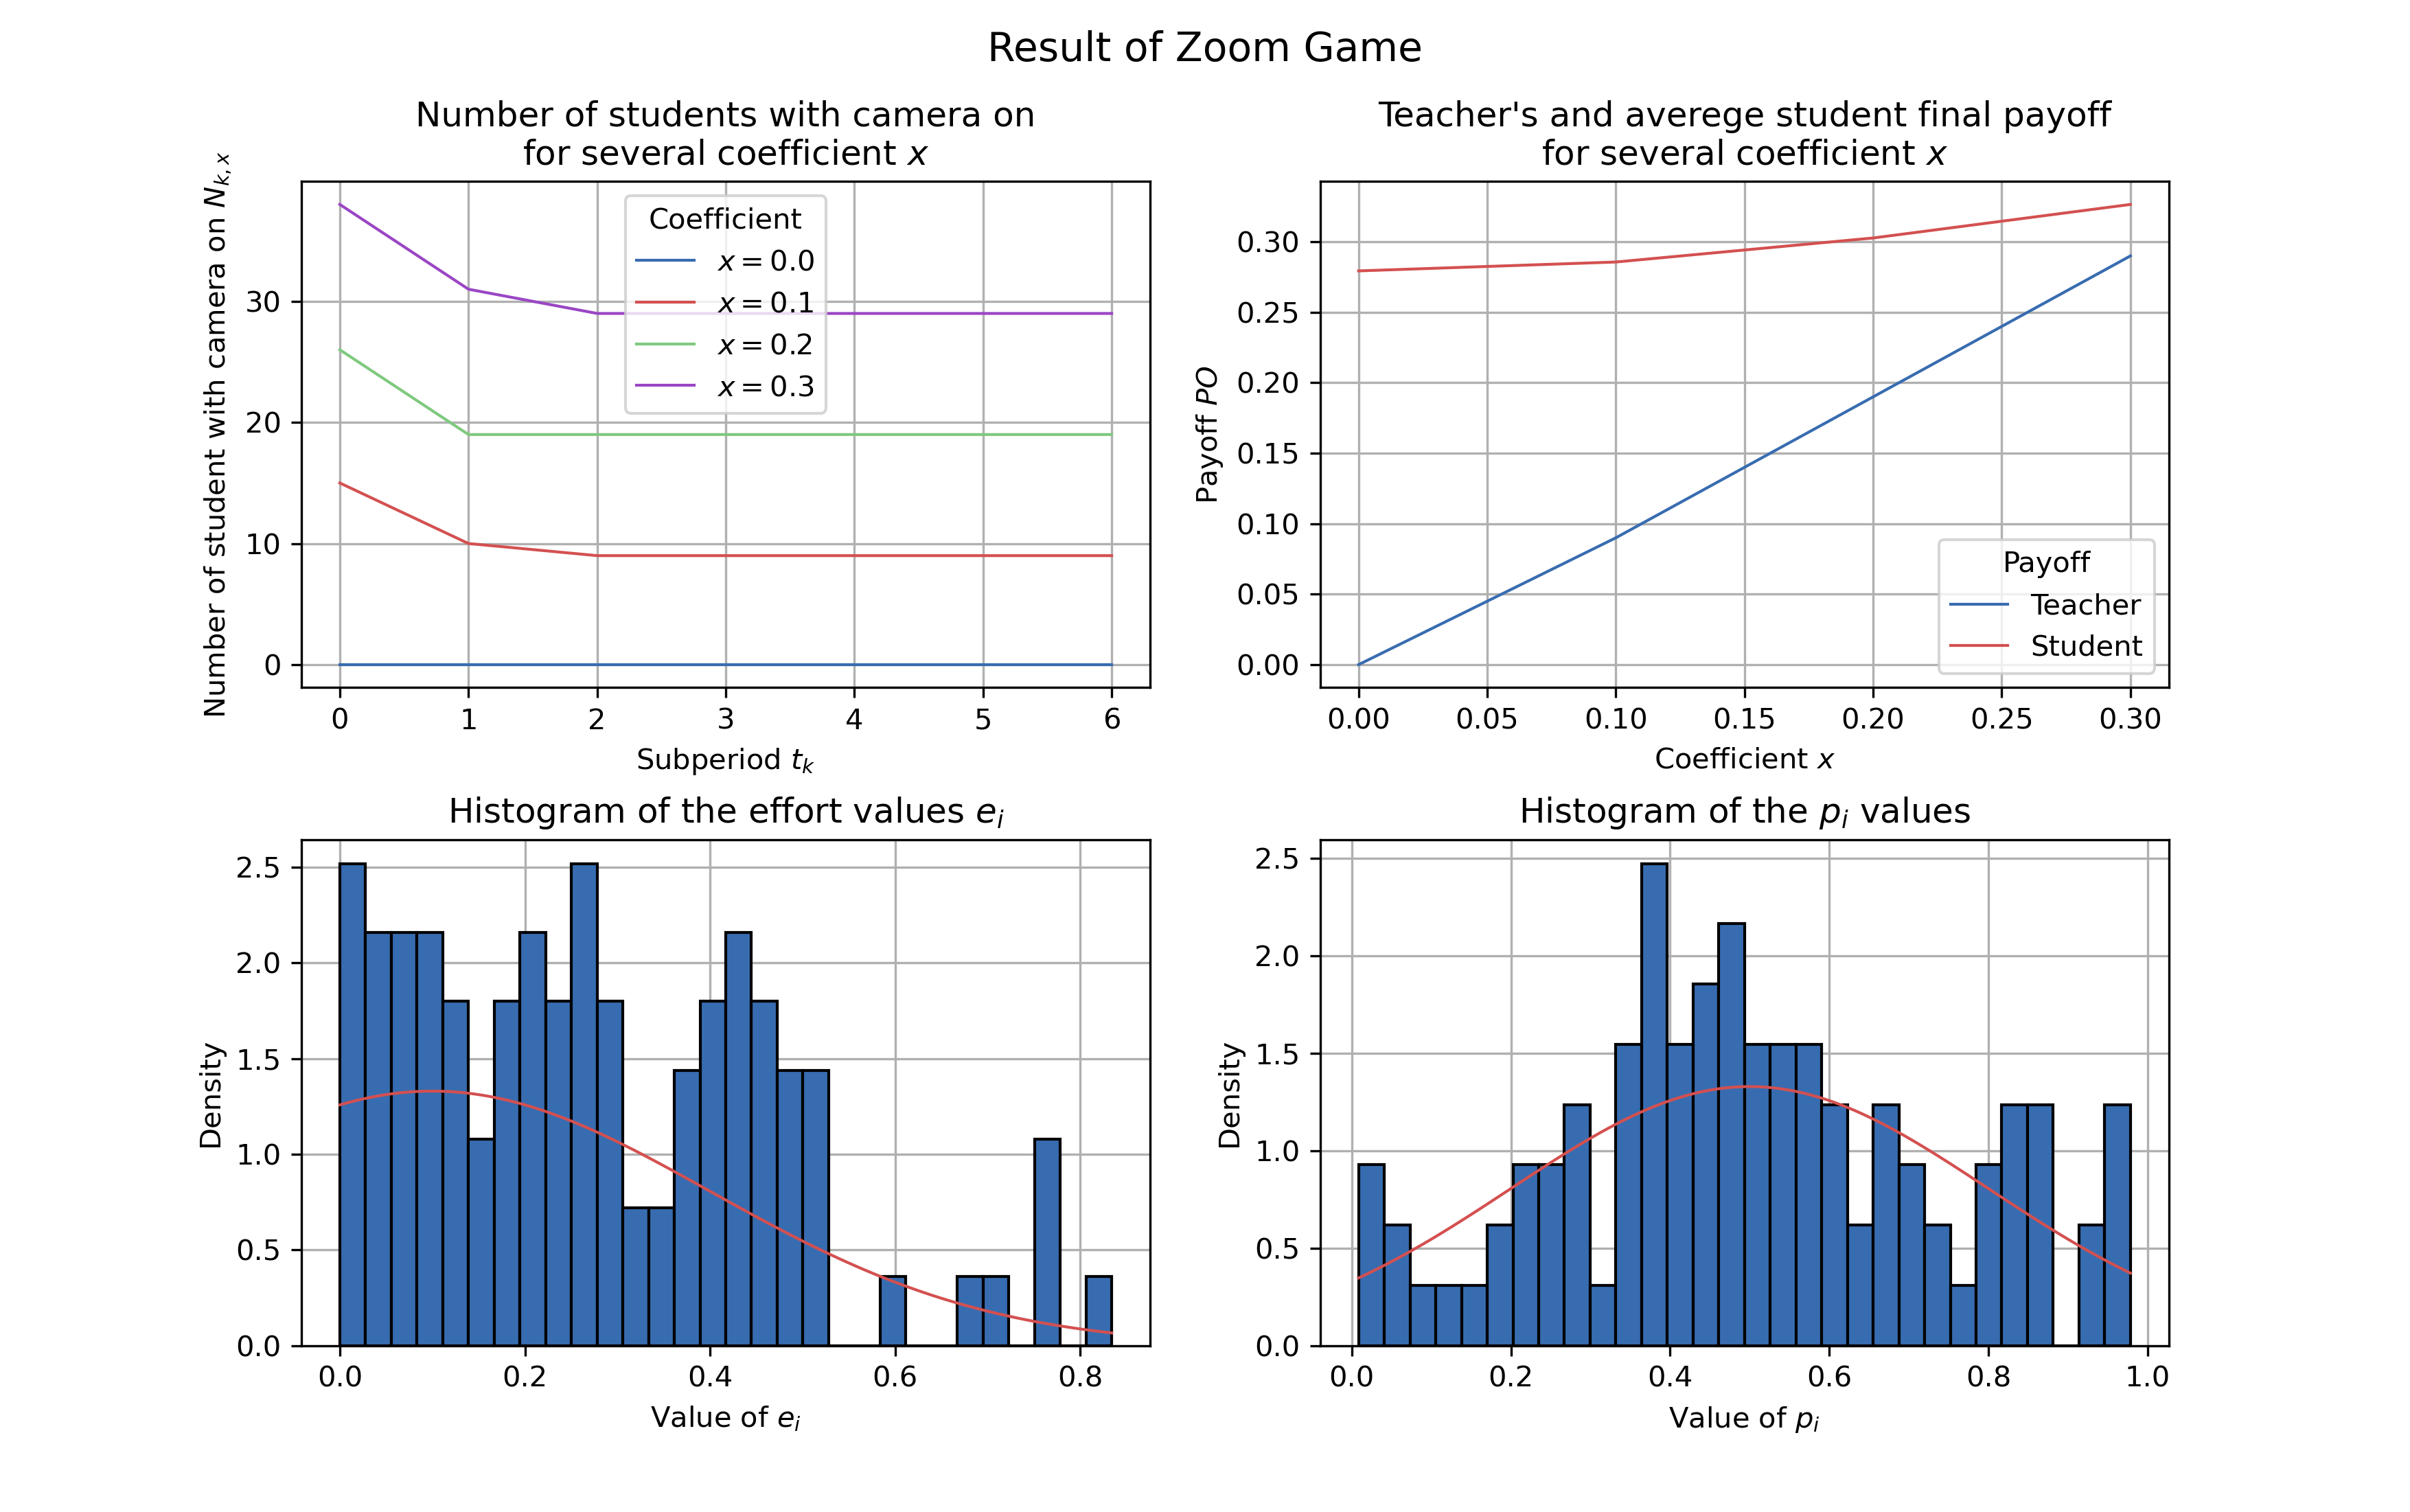 Result of Zoom Game
Number of students with camera on
for several coefficient x
Number of student with camera on N_{k,x}
30
20
10
0
Coefficient
x = 0.0
x = 0.1
x = 0.2
x = 0.3
0 1 2 3 4 5 6
Subperiod t_k
Teacher's and averege student final payoff
for several coefficient x
Payoff PO
0.30
0.25
0.20
0.15
0.10
0.05
0.00
Payoff
Teacher
Student
0.00 0.05 0.10 0.15 0.20 0.25 0.30
Coefficient x
Histogram of the effort values e_i
Density
2.5
2.0
1.5
1.0
0.5
0.0
0.0 0.2 0.4 0.6 0.8
Value of e_i
Histogram of the p_i values
Density
2.5
2.0
1.5
1.0
0.5
0.0
0.0 0.2 0.4 0.6 0.8 1.0
Value of p_i